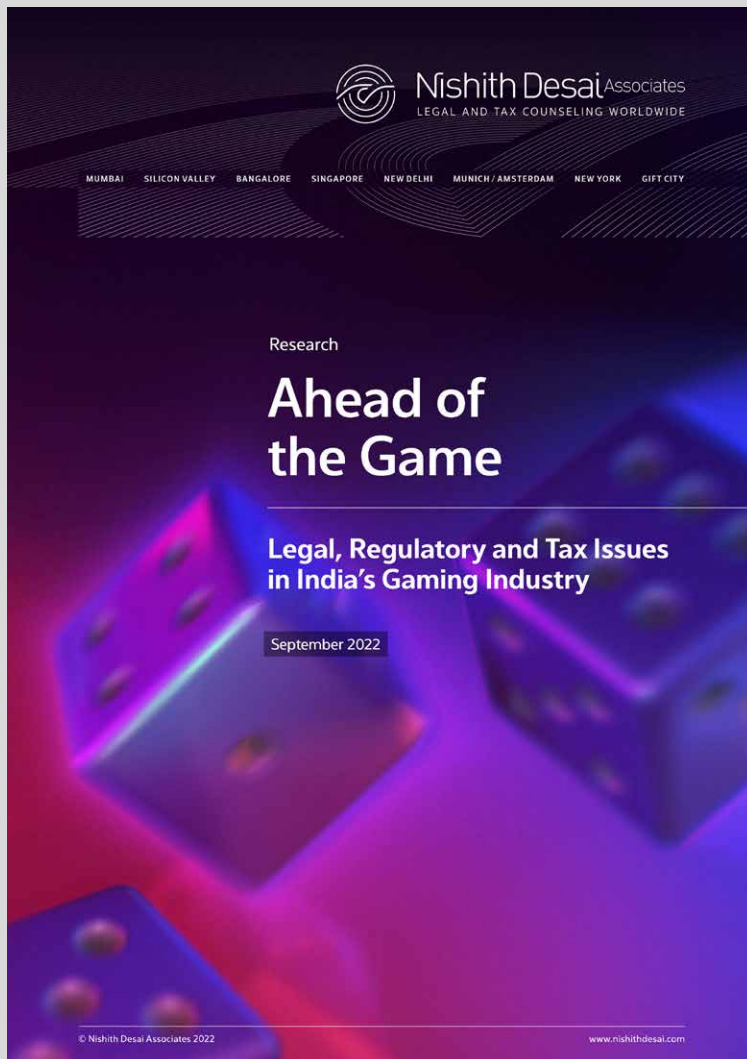 Nishith Desai Associates
LEGAL AND TAX COUNSELING WORLDWIDE
MUMBAI SILICON VALLEY BANGALORE SINGAPORE NEW DELHI MUNICH / AMSTERDAM NEW YORK GIFT CITY
Research
Ahead of
the Game
Legal, Regulatory and Tax Issues
in India's Gaming Industry
September 2022
© Nishith Desai Associates 2022 www.nishithdesai.com